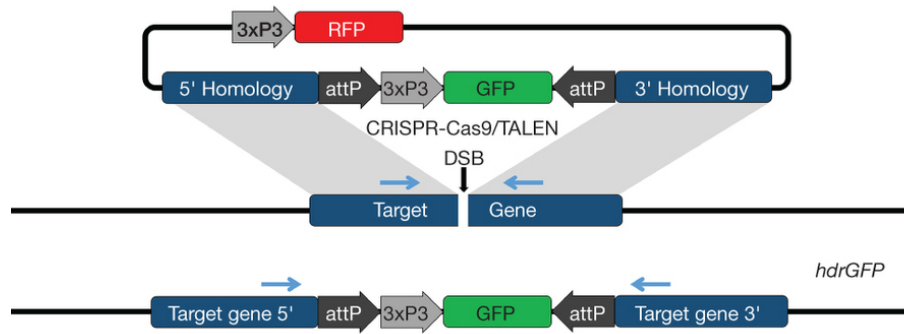 3xP3 RFP
5' Homology attP 3xP3 GFP attP 3' Homology
CRISPR-Cas9/TALEN
DSB
Target Gene
hdrGFP
Target gene 5' attP 3xP3 GFP attP Target gene 3'